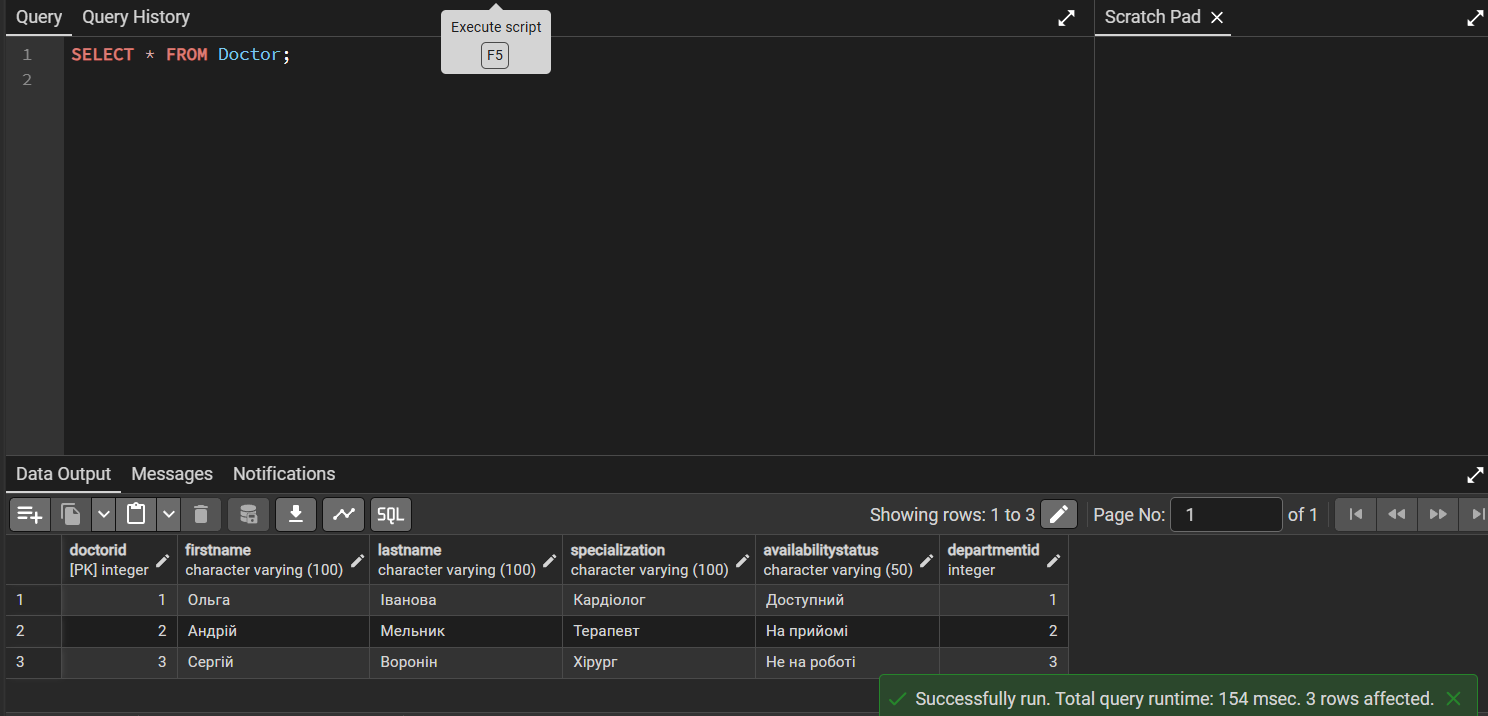 Query Query History Execute script Scratch Pad
F5
1 SELECT * FROM Doctor;
2
Data Output Messages Notifications
SQL Showing rows: 1 to 3 Page No: 1 of 1
doctorid firstname lastname specialization availabilitystatus departmentid
[PK] integer character varying (100) character varying (100) character varying (100) character varying (50) integer
1 1 Ольга Іванова Кардіолог Доступний 1
2 2 Андрій Мельник Терапевт На прийомі 2
3 3 Сергій Воронін Хірург Не на роботі 3
Successfully run. Total query runtime: 154 msec. 3 rows affected.